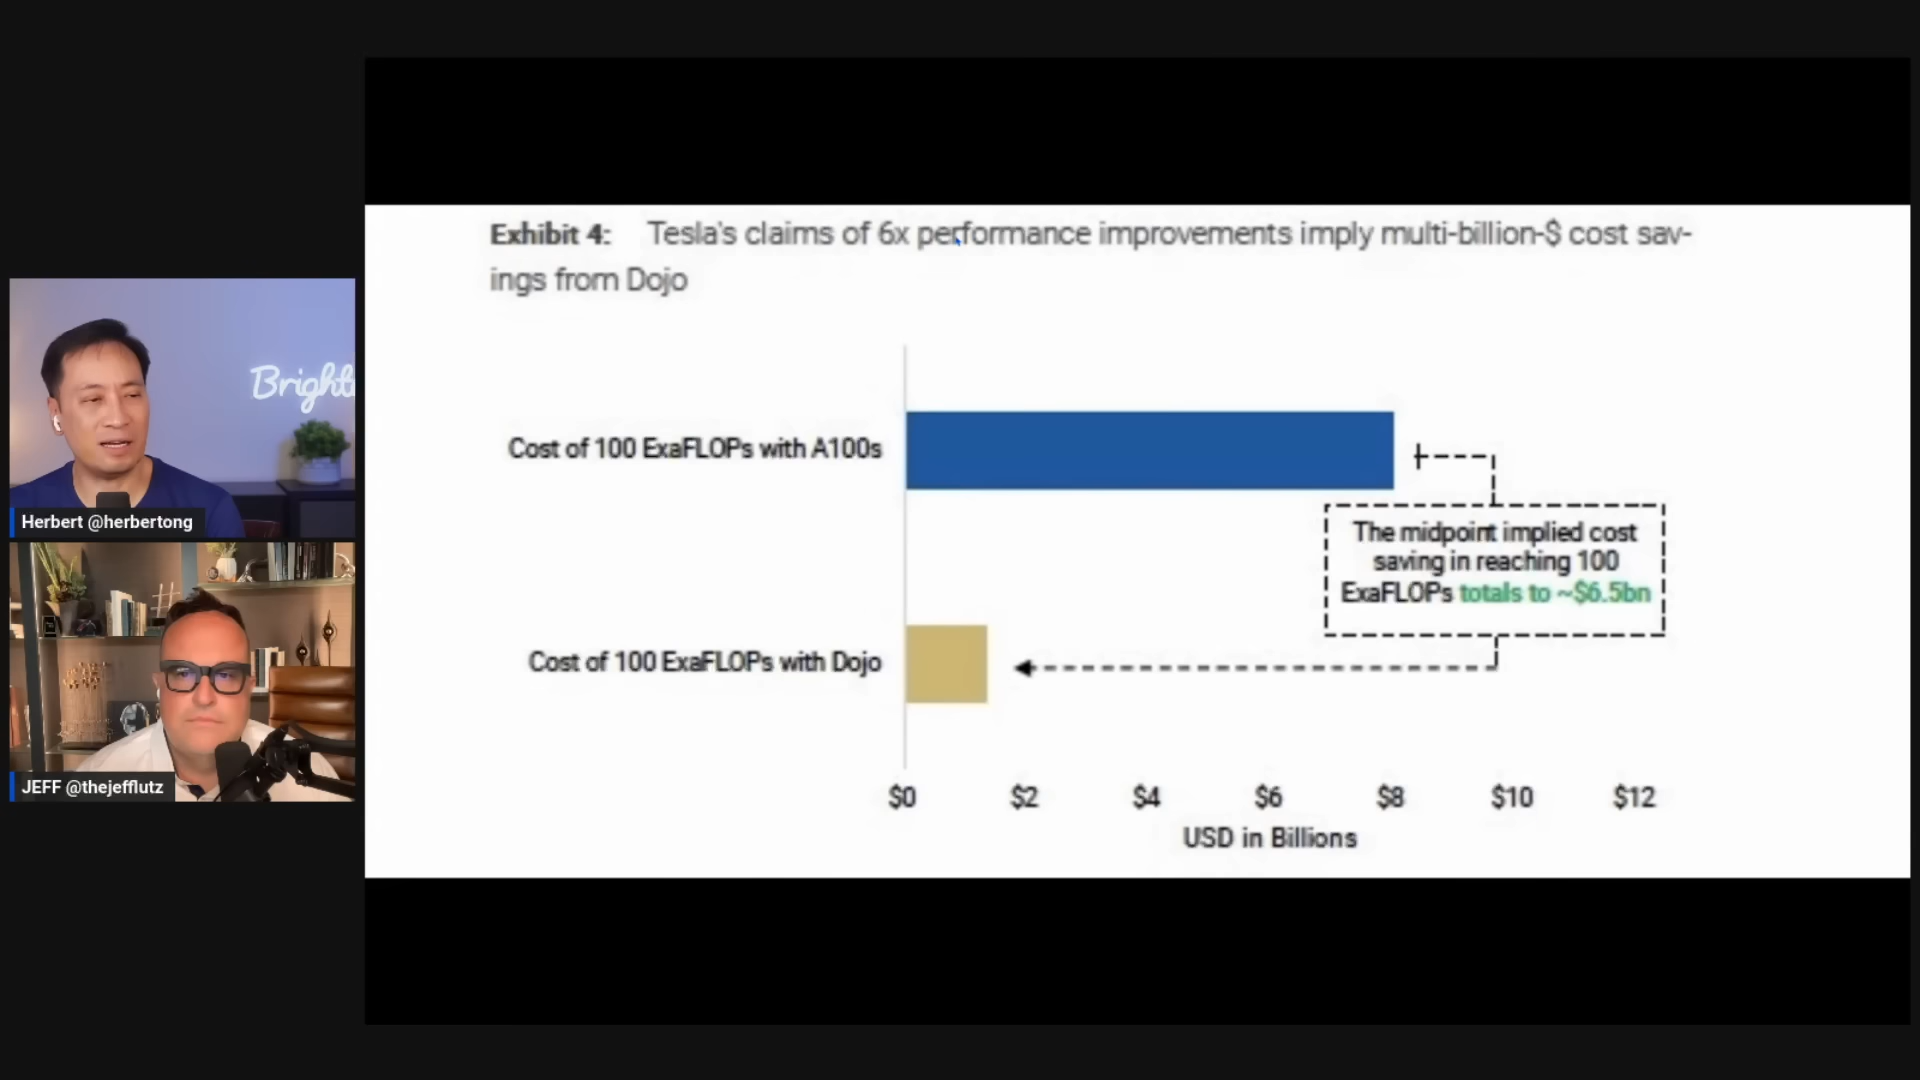 Exhibit 4: Tesla's claims of 6x performance improvements imply multi-billion-$ cost sav-
ings from Dojo
Cost of 100 ExaFLOPs with A100s
The midpoint implied cost
saving in reaching 100
ExaFLOPs totals to ~$6.5bn
Cost of 100 ExaFLOPs with Dojo
$0 $2 $4 $6 $8 $10 $12
USD in Billions
Herbert @herbertong
JEFF @thejefflutz